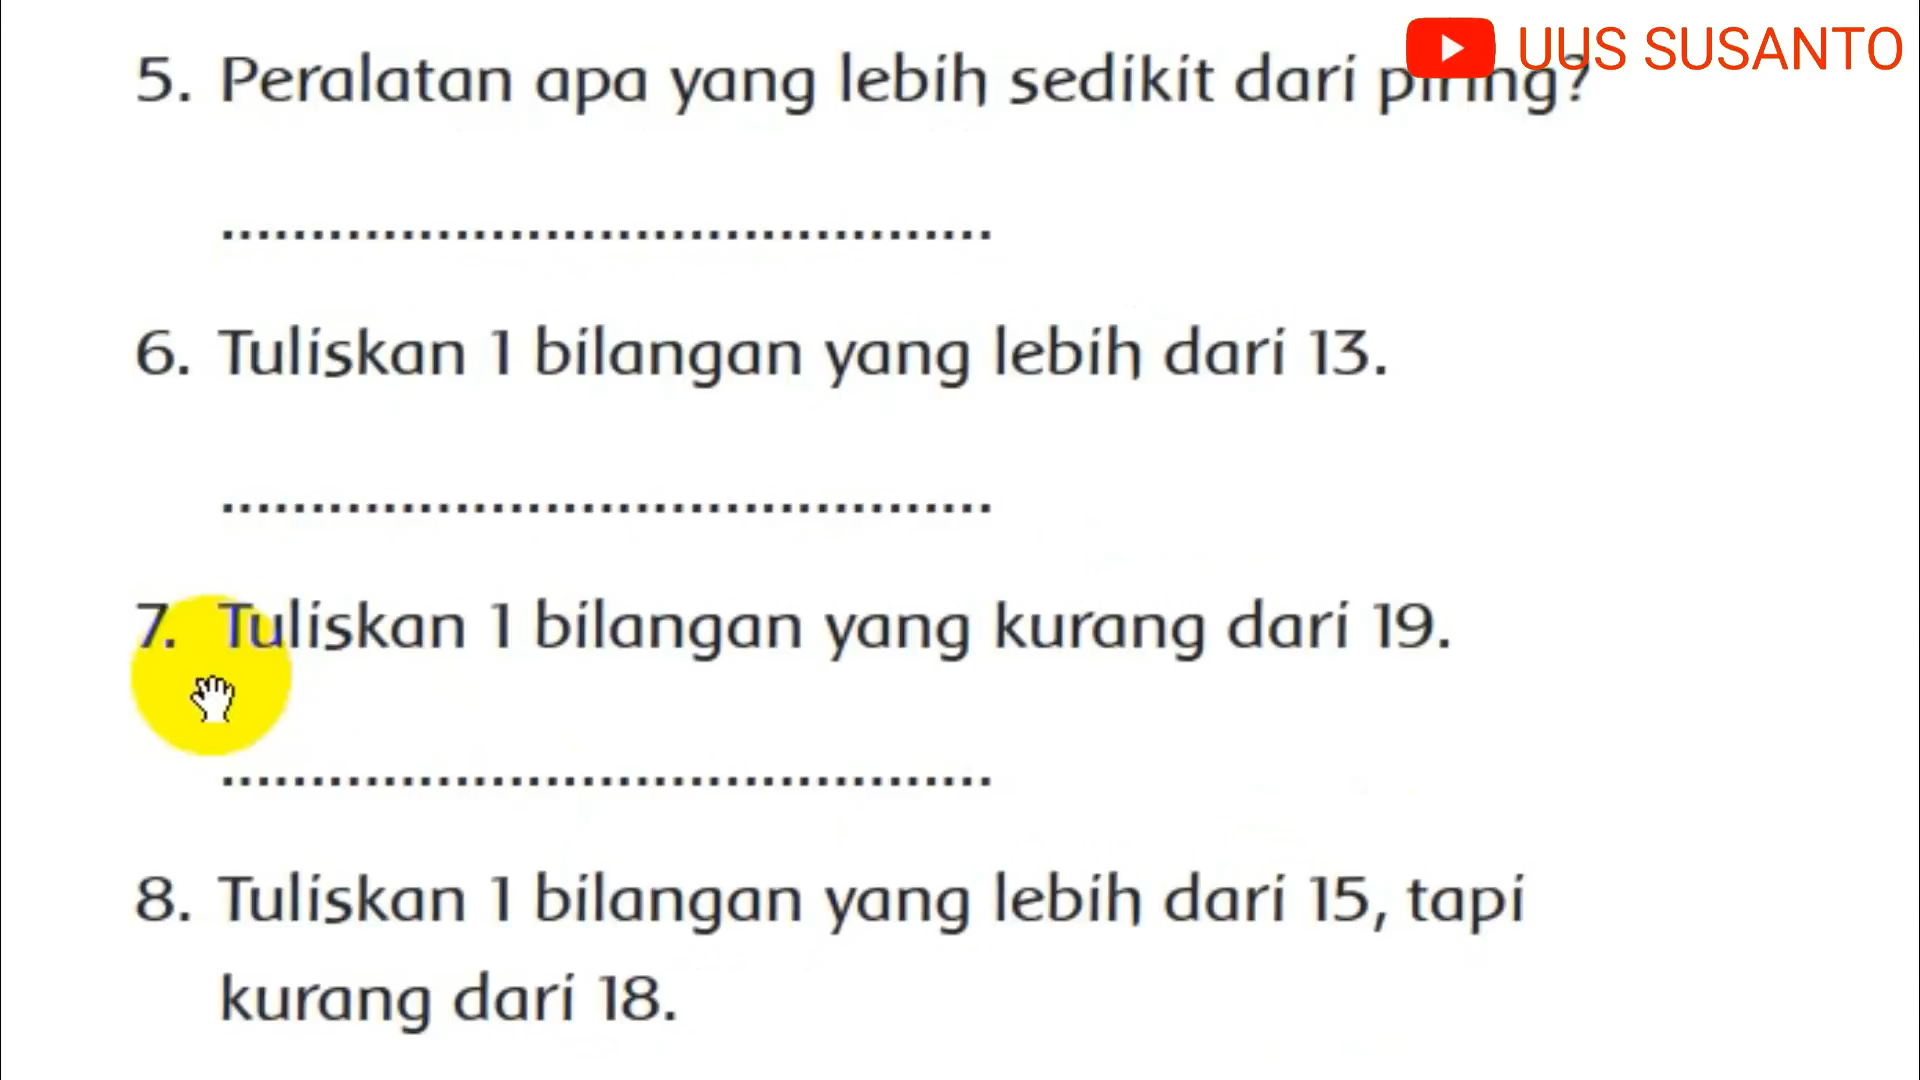 UUS SUSANTO
5. Peralatan apa yang lebih sedikit dari piring?
...........................................
6. Tuliskan 1 bilangan yang lebih dari 13.
...........................................
7. Tuliskan 1 bilangan yang kurang dari 19.
...........................................
8. Tuliskan 1 bilangan yang lebih dari 15, tapi
kurang dari 18.